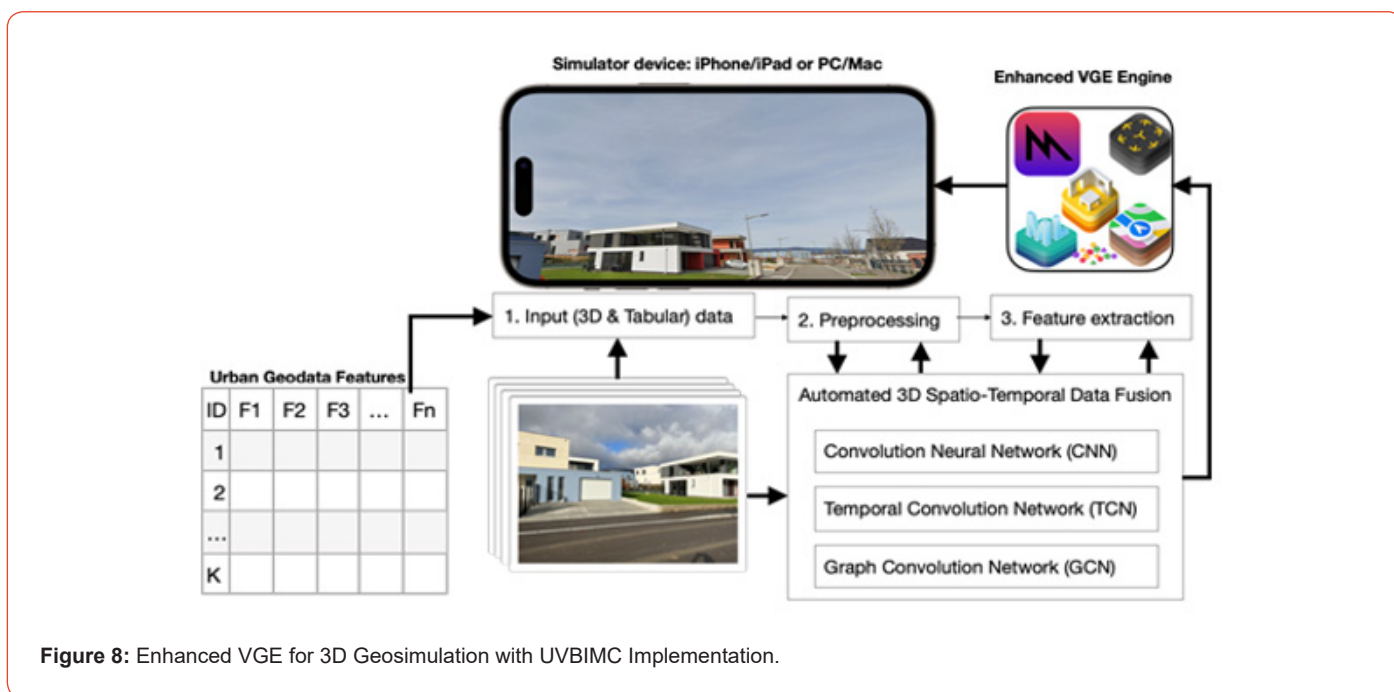 Simulator device: iPhone/iPad or PC/Mac
Enhanced VGE Engine
1. Input (3D & Tabular) data
2. Preprocessing
3. Feature extraction
Urban Geodata Features
ID F1 F2 F3 ... Fn
1
2
...
K
Automated 3D Spatio-Temporal Data Fusion
Convolution Neural Network (CNN)
Temporal Convolution Network (TCN)
Graph Convolution Network (GCN)
Figure 8: Enhanced VGE for 3D Geosimulation with UVBIMC Implementation.